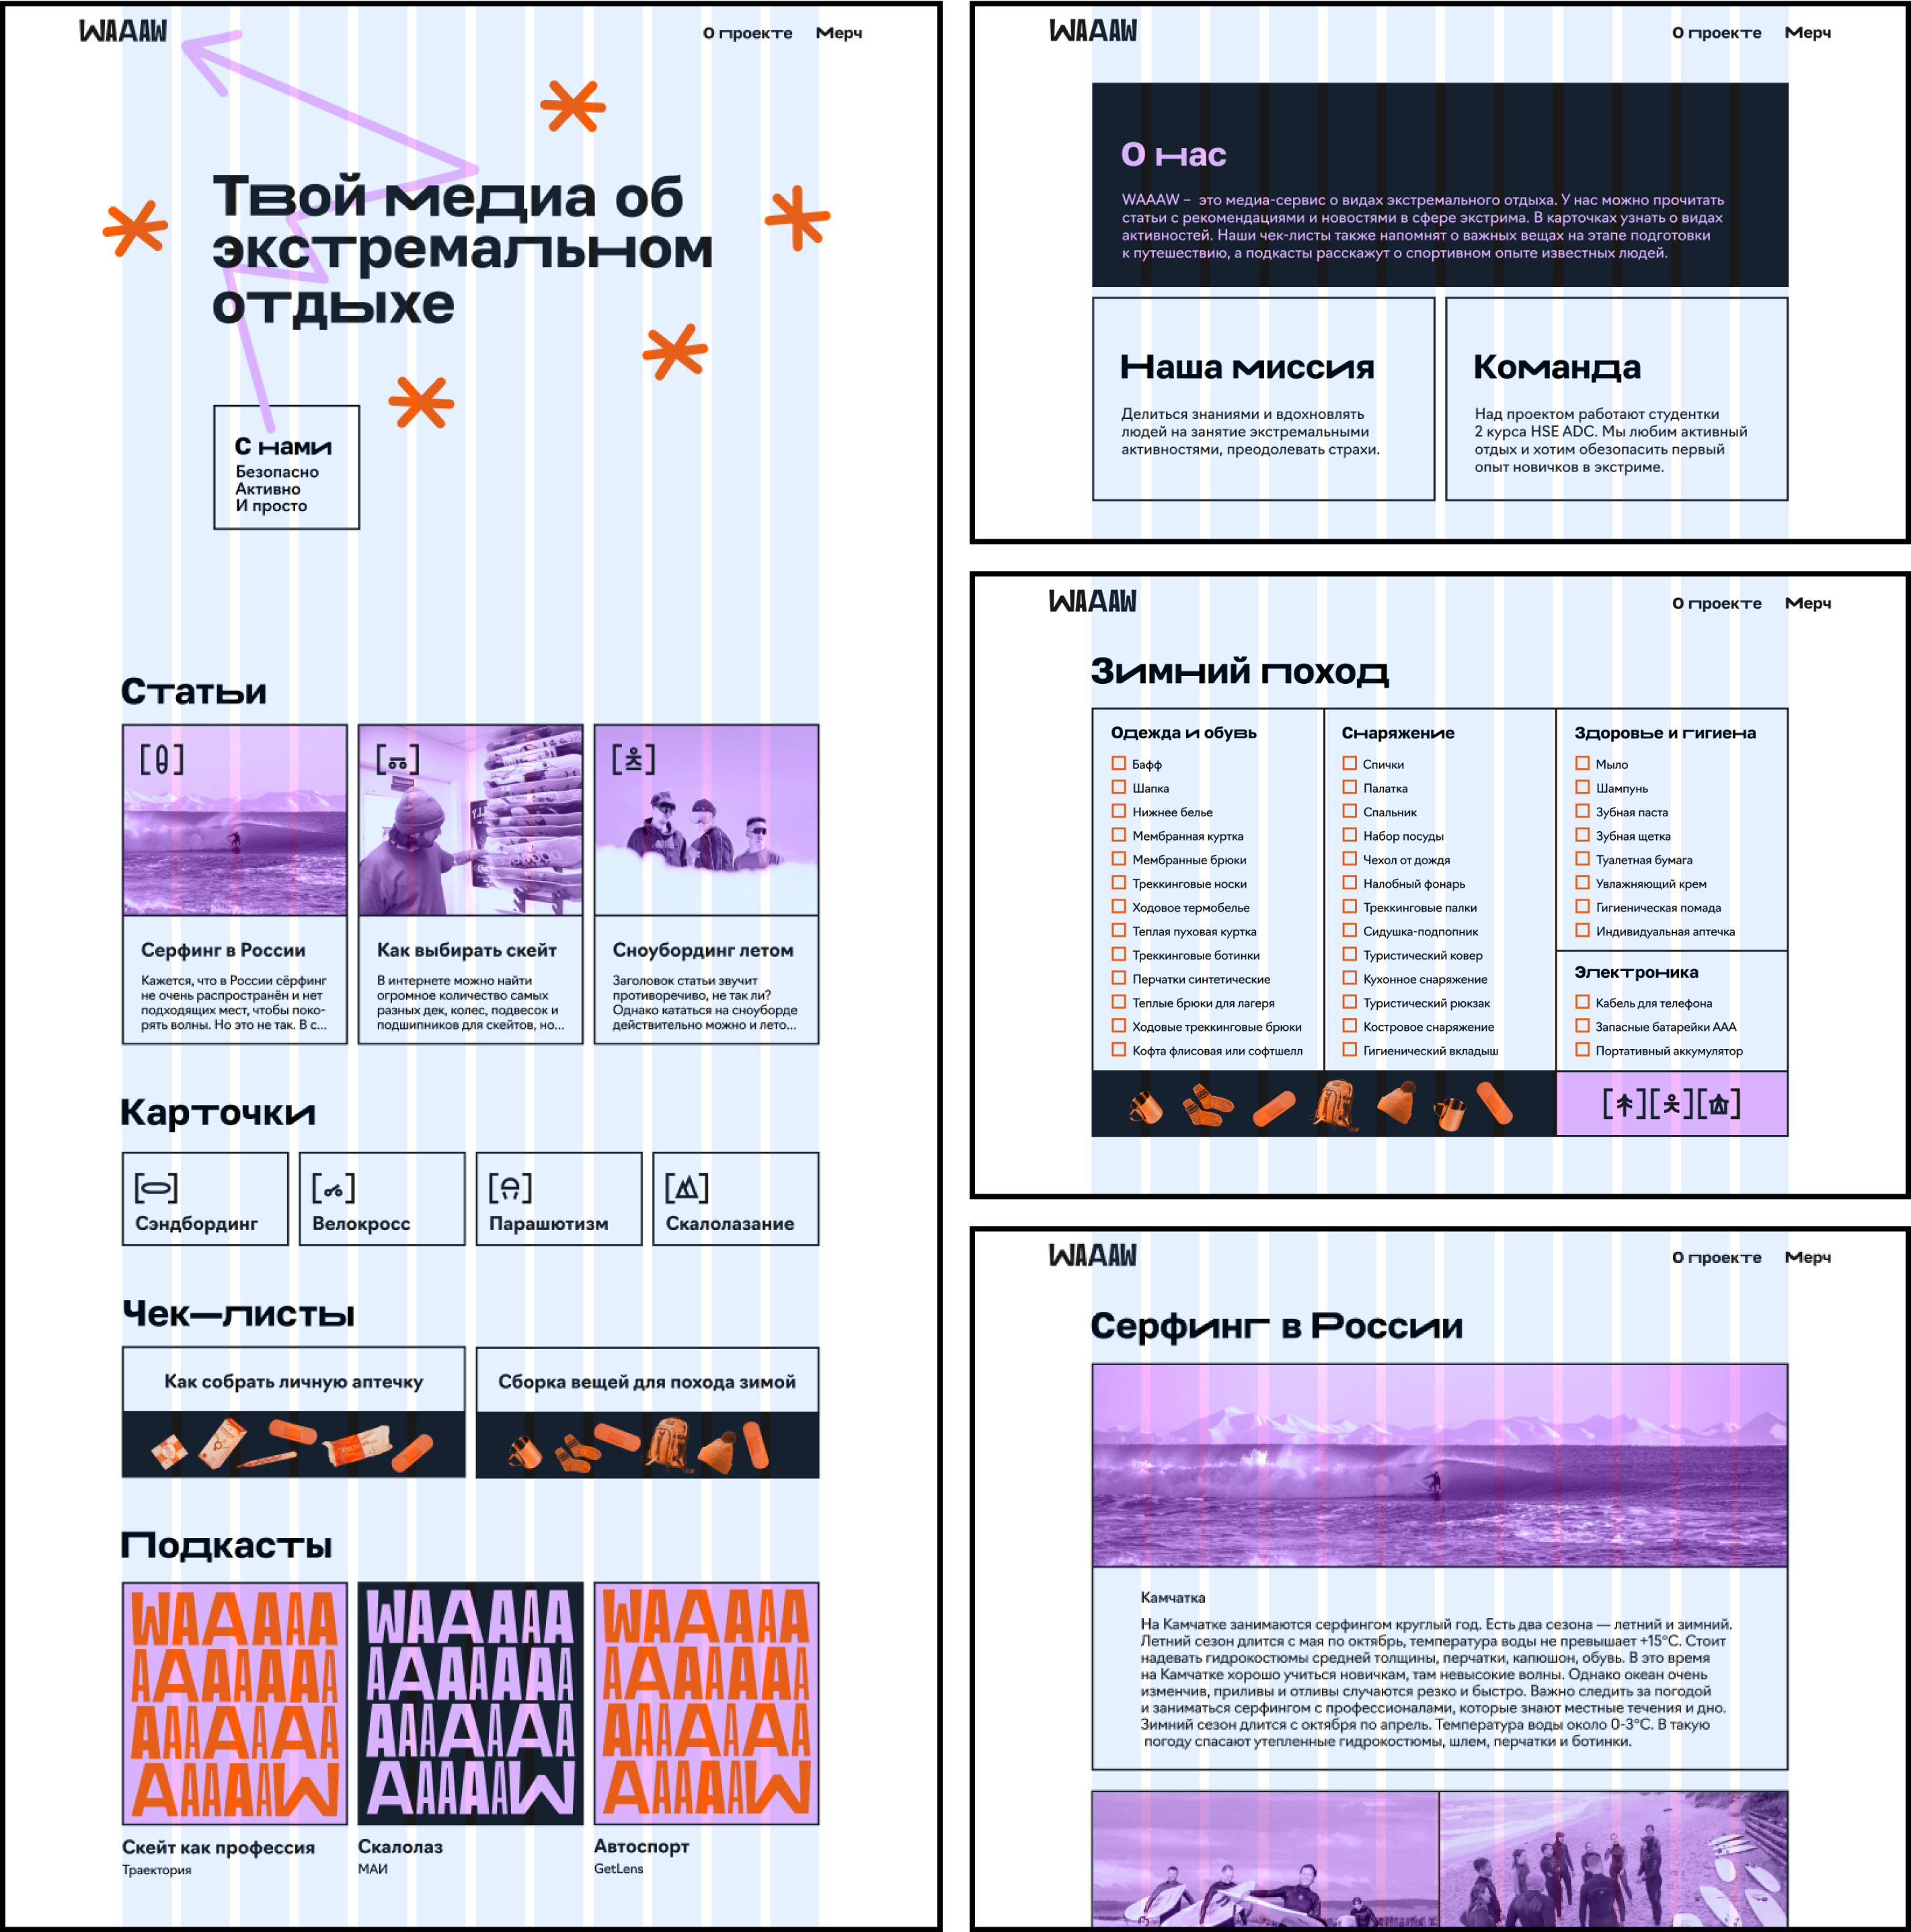 WAAAW
О проекте Мерч
Твой медиа об
экстремальном
отдыхе
С нами
Безопасно
Активно
И просто
Статьи
Серфинг в России
Кажется, что в России сёрфинг
не очень распространён и нет
подходящих мест, чтобы поко-
рять волны. Но это не так. В с...
Как выбирать скейт
В интернете можно найти
огромное количество самых
разных дек, колес, подвесок и
подшипников для скейтов, но...
Сноубординг летом
Заголовок статьи звучит
противоречиво, не так ли?
Однако кататься на сноуборде
действительно можно и лето...
Карточки
Сэндбординг
Велокросс
Парашютизм
Скалолазание
Чек—листы
Как собрать личную аптечку
Сборка вещей для похода зимой
Подкасты
WAAAAA
AAAAAAA
AAAAAAA
AAAAAW
Скейт как профессия
Траектория
WAAAAA
AAAAAAA
AAAAAAA
AAAAAW
Скалолаз
МАИ
WAAAAA
AAAAAAA
AAAAAAA
AAAAAW
Автоспорт
GetLens
WAAAW
О проекте Мерч
О нас
WAAAW – это медиа-сервис о видах экстремального отдыха. У нас можно прочитать
статьи с рекомендациями и новостями в сфере экстрима. В карточках узнать о видах
активностей. Наши чек-листы также напомнят о важных вещах на этапе подготовки
к путешествию, а подкасты расскажут о спортивном опыте известных людей.
Наша миссия
Делиться знаниями и вдохновлять
людей на занятие экстремальными
активностями, преодолевать страхи.
Команда
Над проектом работают студентки
2 курса HSE ADC. Мы любим активный
отдых и хотим обезопасить первый
опыт новичков в экстриме.
WAAAW
О проекте Мерч
Зимний поход
Одежда и обувь
Бафф
Шапка
Нижнее белье
Мембранная куртка
Мембранные брюки
Треккинговые носки
Ходовое термобелье
Теплая пуховая куртка
Треккинговые ботинки
Перчатки синтетические
Теплые брюки для лагеря
Ходовые треккинговые брюки
Кофта флисовая или софтшелл
Снаряжение
Спички
Палатка
Спальник
Набор посуды
Чехол от дождя
Налобный фонарь
Треккинговые палки
Сидушка-подпопник
Туристический ковер
Кухонное снаряжение
Туристический рюкзак
Костровое снаряжение
Гигиенический вкладыш
Здоровье и гигиена
Мыло
Шампунь
Зубная паста
Зубная щетка
Туалетная бумага
Увлажняющий крем
Гигиеническая помада
Индивидуальная аптечка
Электроника
Кабель для телефона
Запасные батарейки ААА
Портативный аккумулятор
WAAAW
О проекте Мерч
Серфинг в России
Камчатка
На Камчатке занимаются серфингом круглый год. Есть два сезона — летний и зимний.
Летний сезон длится с мая по октябрь, температура воды не превышает +15°C. Стоит
надевать гидрокостюмы средней толщины, перчатки, капюшон, обувь. В это время
на Камчатке хорошо учиться новичкам, там невысокие волны. Однако океан очень
изменчив, приливы и отливы случаются резко и быстро. Важно следить за погодой
и заниматься серфингом с профессионалами, которые знают местные течения и дно.
Зимний сезон длится с октября по апрель. Температура воды около 0-3°C. В такую
погоду спасают утепленные гидрокостюмы, шлем, перчатки и ботинки.